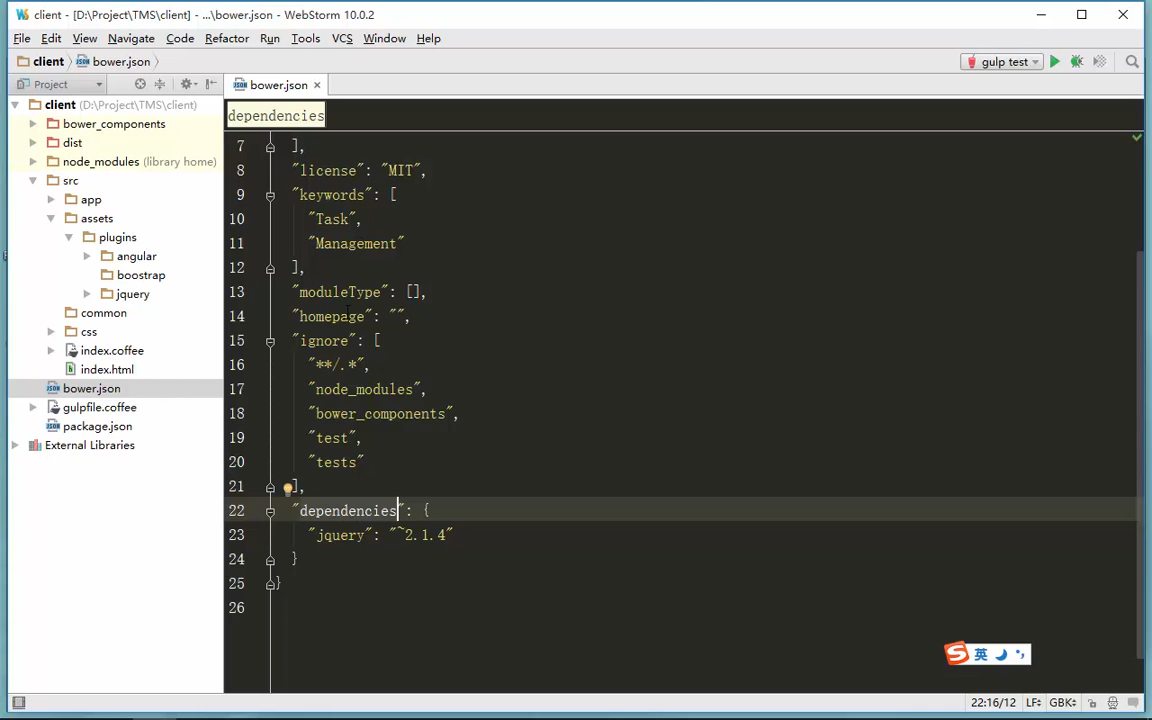 client - [D:\Project\TMS\client] - ...\bower.json - WebStorm 10.0.2
File Edit View Navigate Code Refactor Run Tools VCS Window Help
client bower.json gulp test
Project bower.json
dependencies
client (D:\Project\TMS\client)
bower_components
dist
node_modules (library home)
src
app
assets
plugins
angular
boostrap
jquery
common
css
index.coffee
index.html
bower.json
gulpfile.coffee
package.json
External Libraries
7 ],
8 "license": "MIT",
9 "keywords": [
10 "Task",
11 "Management"
12 ],
13 "moduleType": [],
14 "homepage": "",
15 "ignore": [
16 "**/.*",
17 "node_modules",
18 "bower_components",
19 "test",
20 "tests"
21 ],
22 "dependencies": {
23 "jquery": "~2.1.4"
24 }
25 }
26
英
22:16/12 LF GBK